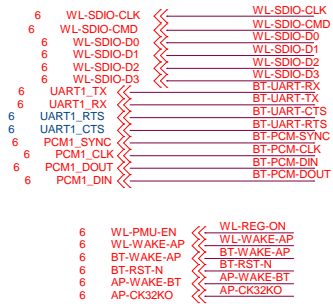 6 WL-SDIO-CLK WL-SDIO-CLK
6 WL-SDIO-CMD WL-SDIO-CMD
6 WL-SDIO-D0 WL-SDIO-D0
6 WL-SDIO-D1 WL-SDIO-D1
6 WL-SDIO-D2 WL-SDIO-D2
6 WL-SDIO-D3 WL-SDIO-D3
6 UART1_TX BT-UART-RX
6 UART1_RX BT-UART-TX
6 UART1_RTS BT-UART-CTS
6 UART1_CTS BT-UART-RTS
6 PCM1_SYNC BT-PCM-SYNC
6 PCM1_CLK BT-PCM-CLK
6 PCM1_DOUT BT-PCM-DIN
6 PCM1_DIN BT-PCM-DOUT
6 WL-PMU-EN WL-REG-ON
6 WL-WAKE-AP WL-WAKE-AP
6 BT-WAKE-AP BT-WAKE-AP
6 BT-RST-N BT-RST-N
6 AP-WAKE-BT AP-WAKE-BT
6 AP-CK32KO AP-CK32KO